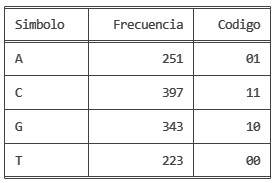 Simbolo Frecuencia Codigo
A 251 01
C 397 11
G 343 10
T 223 00